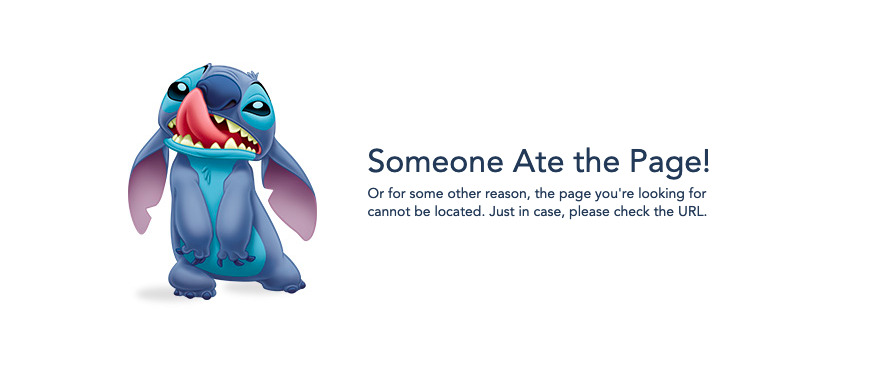 Someone Ate the Page!
Or for some other reason, the page you're looking for
cannot be located. Just in case, please check the URL.